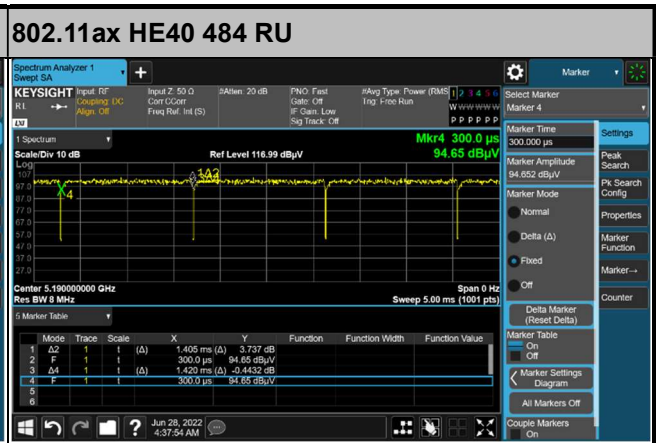 802.11ax HE40 484 RU
Spectrum Analyzer 1
Swept SA
+
Marker
KEYSIGHT Input: RF Input Z: 50 Ω #Atten: 20 dB PNO: Fast #Avg Type: Power (RMS 1 2 3 4 5 6
R L Coupling: DC Corr CCorr Gate: Off Trig: Free Run
Align: Off Freq Ref: Int (S) IF Gain: Low W W W W W W
LXI Sig Track: Off P P P P P P
Select Marker
Marker 4
1 Spectrum
Mkr4 300.0 µs
Scale/Div 10 dB Ref Level 116.99 dBµV 94.65 dBµV
Log
107
97.0
87.0
77.0
67.0
57.0
47.0
37.0
27.0
4
1Δ2
Center 5.190000000 GHz Span 0 Hz
Res BW 8 MHz Sweep 5.00 ms (1001 pts)
5 Marker Table
Mode Trace Scale X Y Function Function Width Function Value
1 Δ2 1 t (Δ) 1.405 ms (Δ) 3.737 dB
2 F 1 t 300.0 µs 94.65 dBµV
3 Δ4 1 t (Δ) 1.420 ms (Δ) -0.4432 dB
4 F 1 t 300.0 µs 94.65 dBµV
5
6
Marker Time
300.000 µs
Marker Amplitude
94.652 dBµV
Marker Mode
Normal
Delta (Δ)
Fixed
Off
Delta Marker
(Reset Delta)
Marker Table
On
Off
Marker Settings
Diagram
All Markers Off
Couple Markers
On
Settings
Peak
Search
Pk Search
Config
Properties
Marker
Function
Marker→
Counter
?
Jun 28, 2022
4:37:54 AM